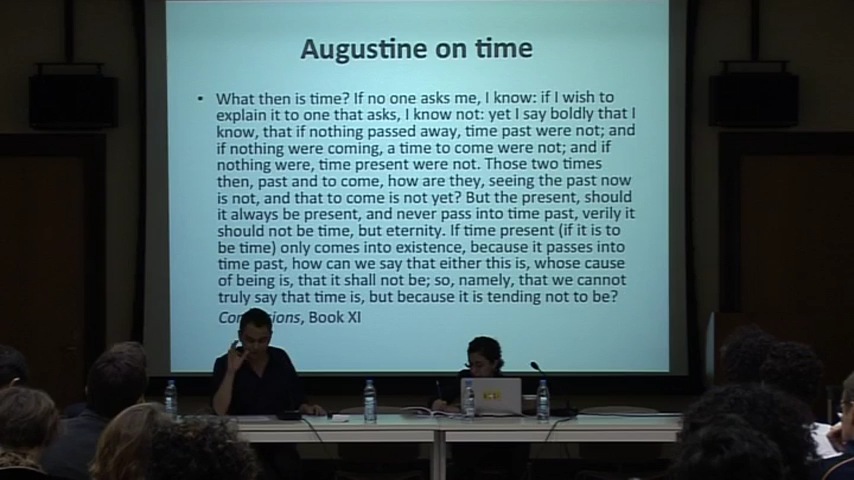 Augustine on time
• What then is time? If no one asks me, I know: if I wish to
explain it to one that asks, I know not: yet I say boldly that I
know, that if nothing passed away, time past were not; and
if nothing were coming, a time to come were not; and if
nothing were, time present were not. Those two times
then, past and to come, how are they, seeing the past now
is not, and that to come is not yet? But the present, should
it always be present, and never pass into time past, verily it
should not be time, but eternity. If time present (if it is to
be time) only comes into existence, because it passes into
time past, how can we say that either this is, whose cause
of being is, that it shall not be; so, namely, that we cannot
truly say that time is, but because it is tending not to be?
Book XI